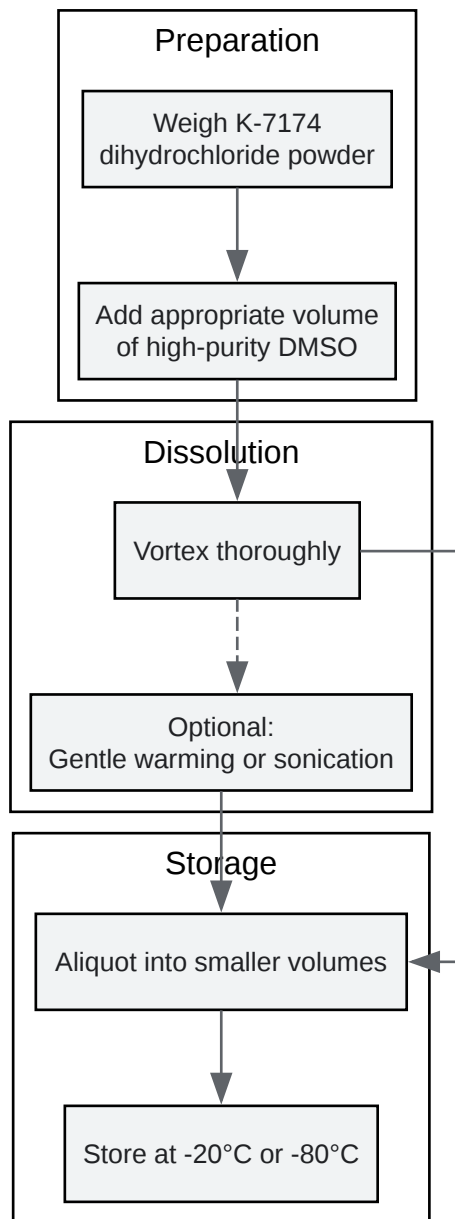 Preparation
Weigh K-7174
dihydrochloride powder
Add appropriate volume
of high-purity DMSO
Dissolution
Vortex thoroughly
Optional:
Gentle warming or sonication
Storage
Aliquot into smaller volumes
Store at -20°C or -80°C